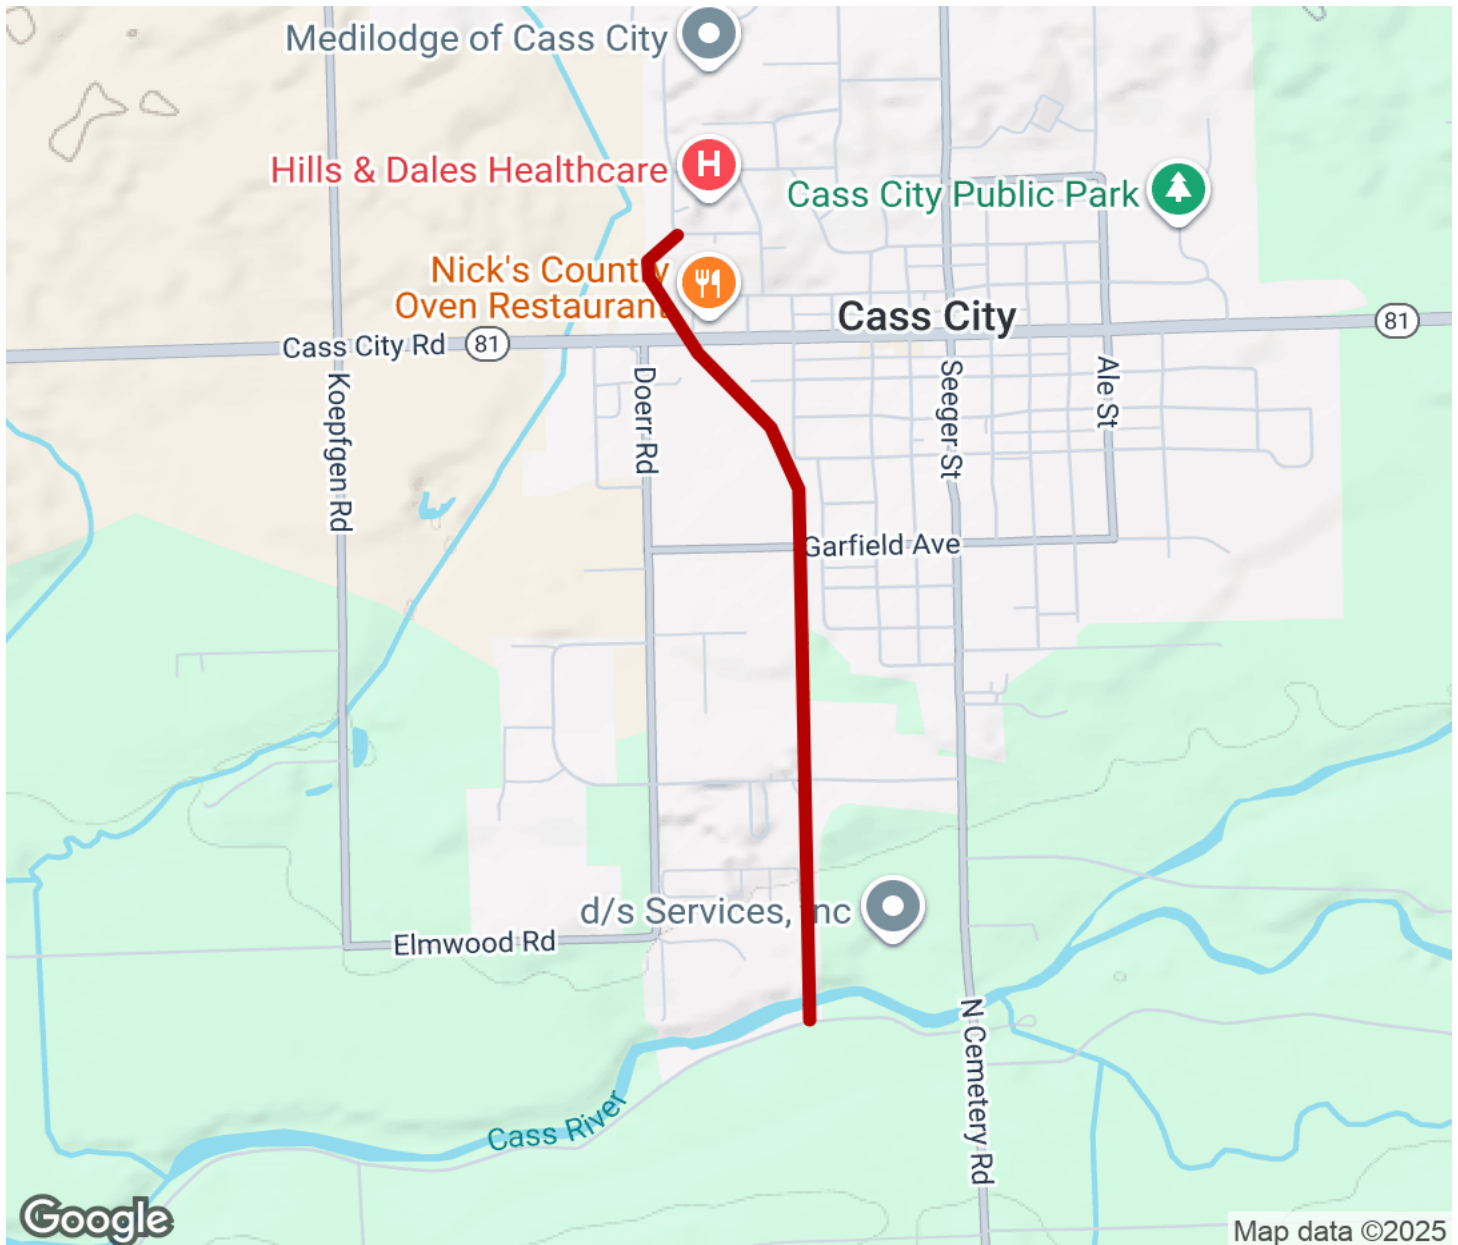 Medilodge of Cass City
Hills & Dales Healthcare
H
Cass City Public Park
Nick's Country
Oven Restaurant
Cass City
81
Cass City Rd
81
Koepfgen Rd
Doerr Rd
Seeger St
Ale St
Garfield Ave
d/s Services, Inc
Elmwood Rd
N Cemetery Rd
Cass River
Google
Map data ©2025